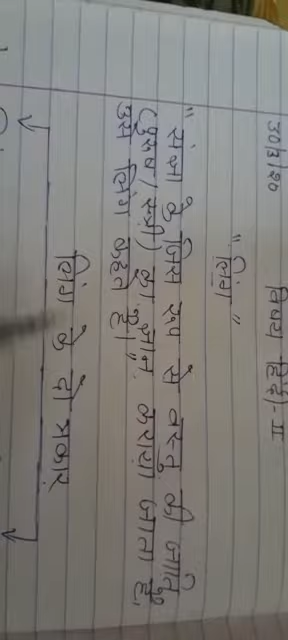 30/3/20 विषय हिंदी-II
"लिंग"
"संज्ञा के जिस रूप से वस्तु की जाति
(पुरुष/स्त्री) का ज्ञान कराया जाता है,
उसे लिंग कहते हैं।"
लिंग के दो प्रकार